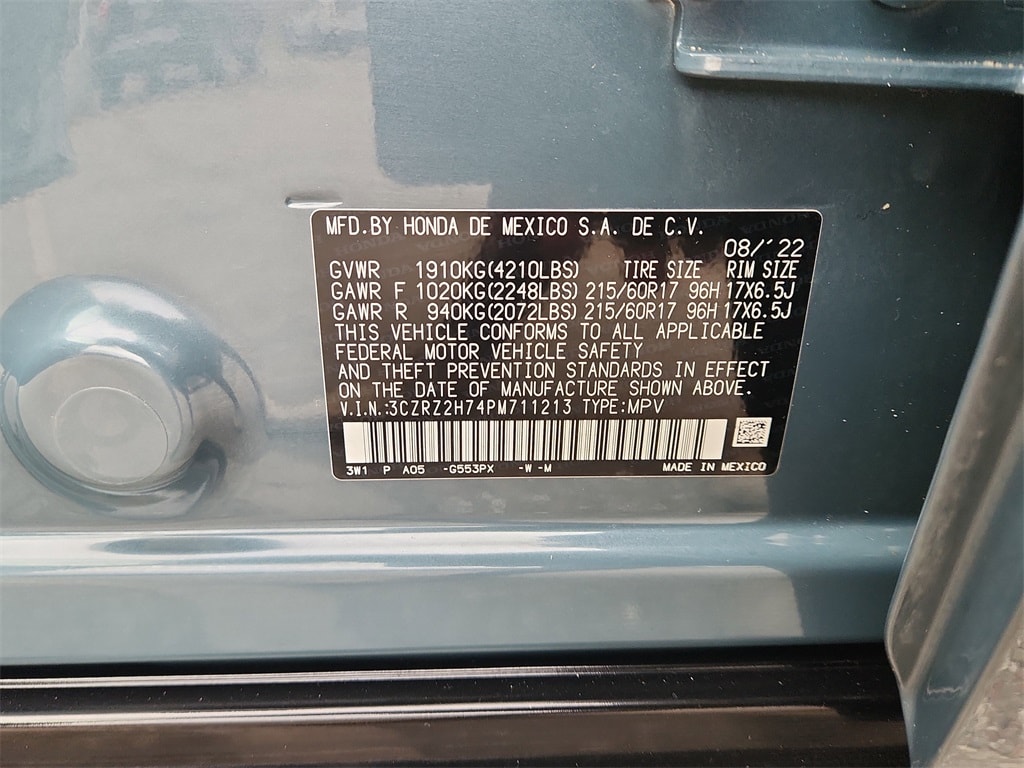 MFD.BY HONDA DE MEXICO S.A. DE C.V.
08/'22
GVWR 1910KG(4210LBS) TIRE SIZE RIM SIZE
GAWR F 1020KG(2248LBS) 215/60R17 96H 17X6.5J
GAWR R 940KG(2072LBS) 215/60R17 96H 17X6.5J
THIS VEHICLE CONFORMS TO ALL APPLICABLE
FEDERAL MOTOR VEHICLE SAFETY
AND THEFT PREVENTION STANDARDS IN EFFECT
ON THE DATE OF MANUFACTURE SHOWN ABOVE.
V.I.N.:3CZRZ2H74PM711213 TYPE:MPV
3W1 P A05 -G553PX -W-M MADE IN MEXICO